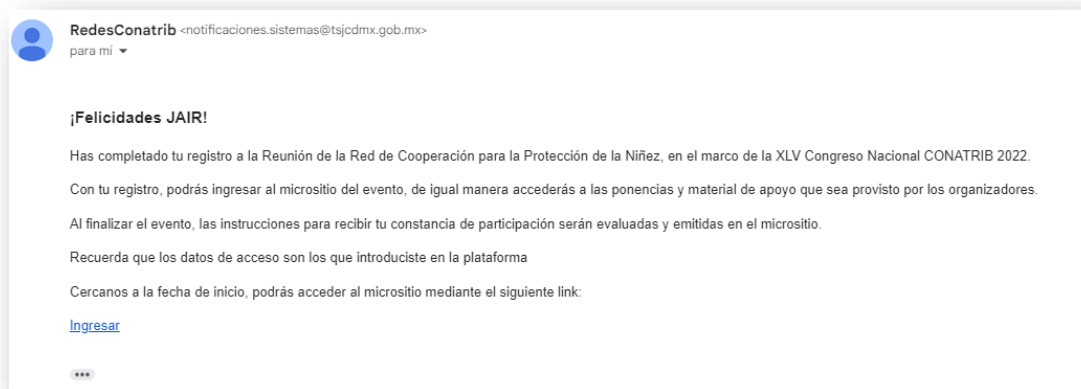 RedesConatrib <notificaciones.sistemas@tsjcdmx.gob.mx>
para mí
¡Felicidades JAIR!
Has completado tu registro a la Reunión de la Red de Cooperación para la Protección de la Niñez, en el marco de la XLV Congreso Nacional CONATRIB 2022.
Con tu registro, podrás ingresar al micrositio del evento, de igual manera accederás a las ponencias y material de apoyo que sea provisto por los organizadores.
Al finalizar el evento, las instrucciones para recibir tu constancia de participación serán evaluadas y emitidas en el micrositio.
Recuerda que los datos de acceso son los que introduciste en la plataforma
Cercanos a la fecha de inicio, podrás acceder al micrositio mediante el siguiente link:
Ingresar